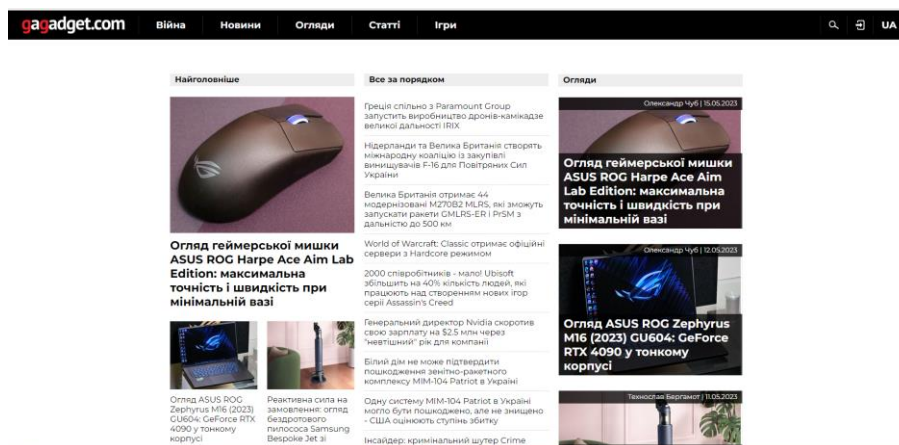 gagadget.com
Війна
Новини
Огляди
Статті
Ігри
UA
Найголовніше
Огляд геймерської мишки
ASUS ROG Harpe Ace Aim Lab
Edition: максимальна
точність і швидкість при
мінімальній вазі
Огляд ASUS ROG
Zephyrus M16 (2023)
GU604: GeForce RTX
4090 у тонкому
корпусі
Реактивна сила на
замовлення: огляд
бездротового
пилососа Samsung
Bespoke Jet зі
Все за порядком
Греція спільно з Paramount Group
запустить виробництво дронів-камікадзе
великої дальності IRIX
Нідерланди та Велика Британія створять
міжнародну коаліцію із закупівлі
винищувачів F-16 для Повітряних Сил
України
Велика Британія отримає 44
модернізовані M270B2 MLRS, які зможуть
запускати ракети GMLRS-ER і PrSM з
дальністю до 500 км
World of Warcraft: Classic отримає офіційні
сервери з Hardcore режимом
2000 співробітників - мало! Ubisoft
збільшить на 40% кількість людей, які
працюють над створенням нових ігор
серії Assassin's Creed
Генеральний директор Nvidia скоротив
свою зарплату на $2.5 млн через
"невтішний" рік для компанії
Білий дім не може підтвердити
пошкодження зенітно-ракетного
комплексу MIM-104 Patriot в Україні
Одну систему MIM-104 Patriot в Україні
могло бути пошкоджено, але не знищено
- США оцінюють ступінь збитку
Інсайдер: кримінальний шутер Crime
Огляди
Олександр Чуб | 15.05.2023
Огляд геймерської мишки
ASUS ROG Harpe Ace Aim
Lab Edition: максимальна
точність і швидкість при
мінімальній вазі
Олександр Чуб | 12.05.2023
Огляд ASUS ROG Zephyrus
M16 (2023) GU604: GeForce
RTX 4090 у тонкому
корпусі
Технослав Бергамот | 11.05.2023